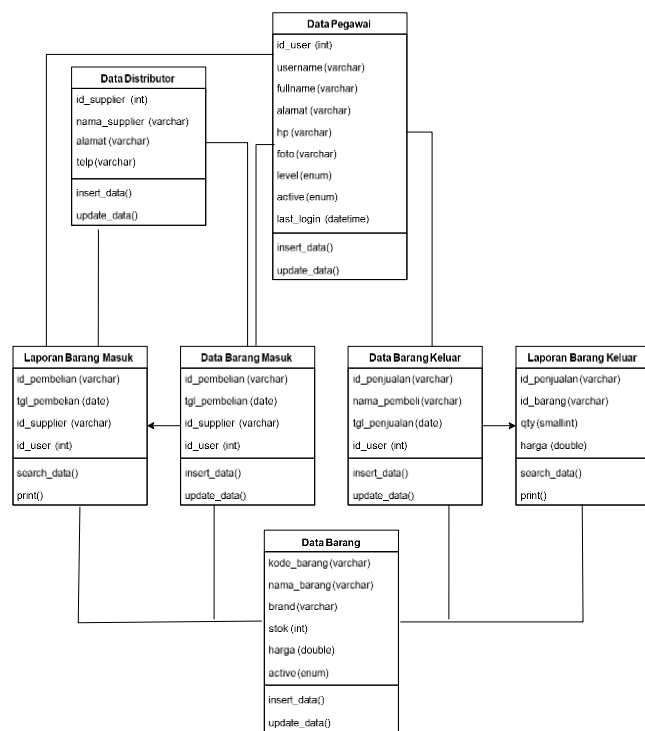 Data Pegawai
id_user (int)
username (varchar)
fullname (varchar)
alamat (varchar)
hp (varchar)
foto (varchar)
level (enum)
active (enum)
last_login (datetime)
insert_data()
update_data()
Data Distributor
id_supplier (int)
nama_supplier (varchar)
alamat (varchar)
telp (varchar)
insert_data()
update_data()
Laporan Barang Masuk
id_pembelian (varchar)
tgl_pembelian (date)
id_supplier (varchar)
id_user (int)
search_data()
print()
Data Barang Masuk
id_pembelian (varchar)
tgl_pembelian (date)
id_supplier (varchar)
id_user (int)
insert_data()
update_data()
Data Barang Keluar
id_penjualan (varchar)
nama_pembeli (varchar)
tgl_penjualan (date)
id_user (int)
insert_data()
update_data()
Laporan Barang Keluar
id_penjualan (varchar)
id_barang (varchar)
qty (smallint)
harga (double)
search_data()
print()
Data Barang
kode_barang (varchar)
nama_barang (varchar)
brand (varchar)
stok (int)
harga (double)
active (enum)
insert_data()
update_data()